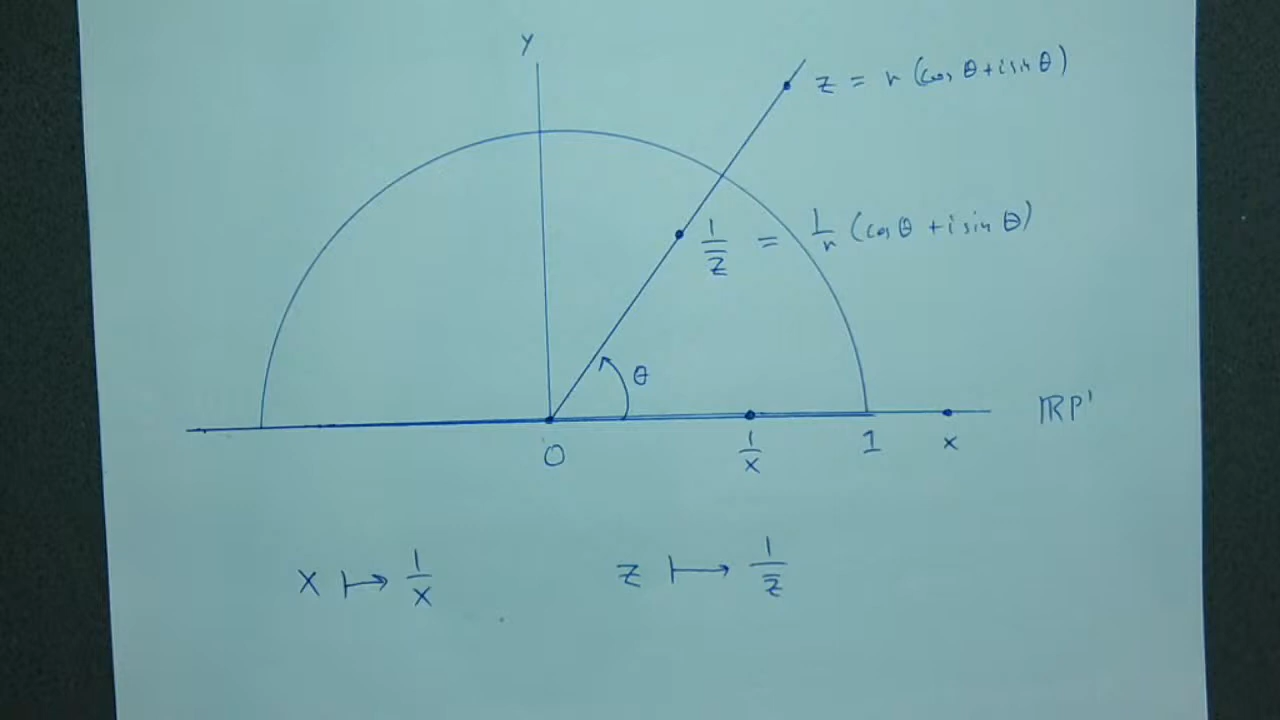 y
z = r (cos θ + i sin θ)
1/z̅ = 1/r (cos θ + i sin θ)
θ
ℝP¹
0 1/x 1 x
x ↦ 1/x z ↦ 1/z̅